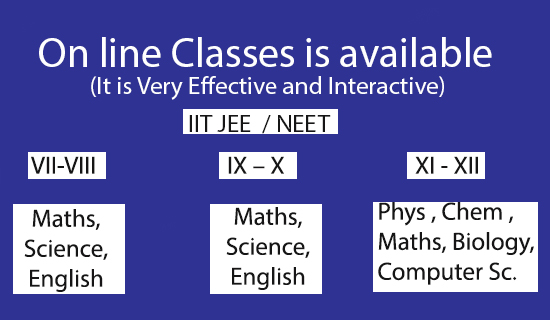 On line Classes is available
(It is Very Effective and Interactive)
IIT JEE / NEET
VII-VIII
IX – X
XI - XII
Maths,
Science,
English
Maths,
Science,
English
Phys , Chem ,
Maths, Biology,
Computer Sc.